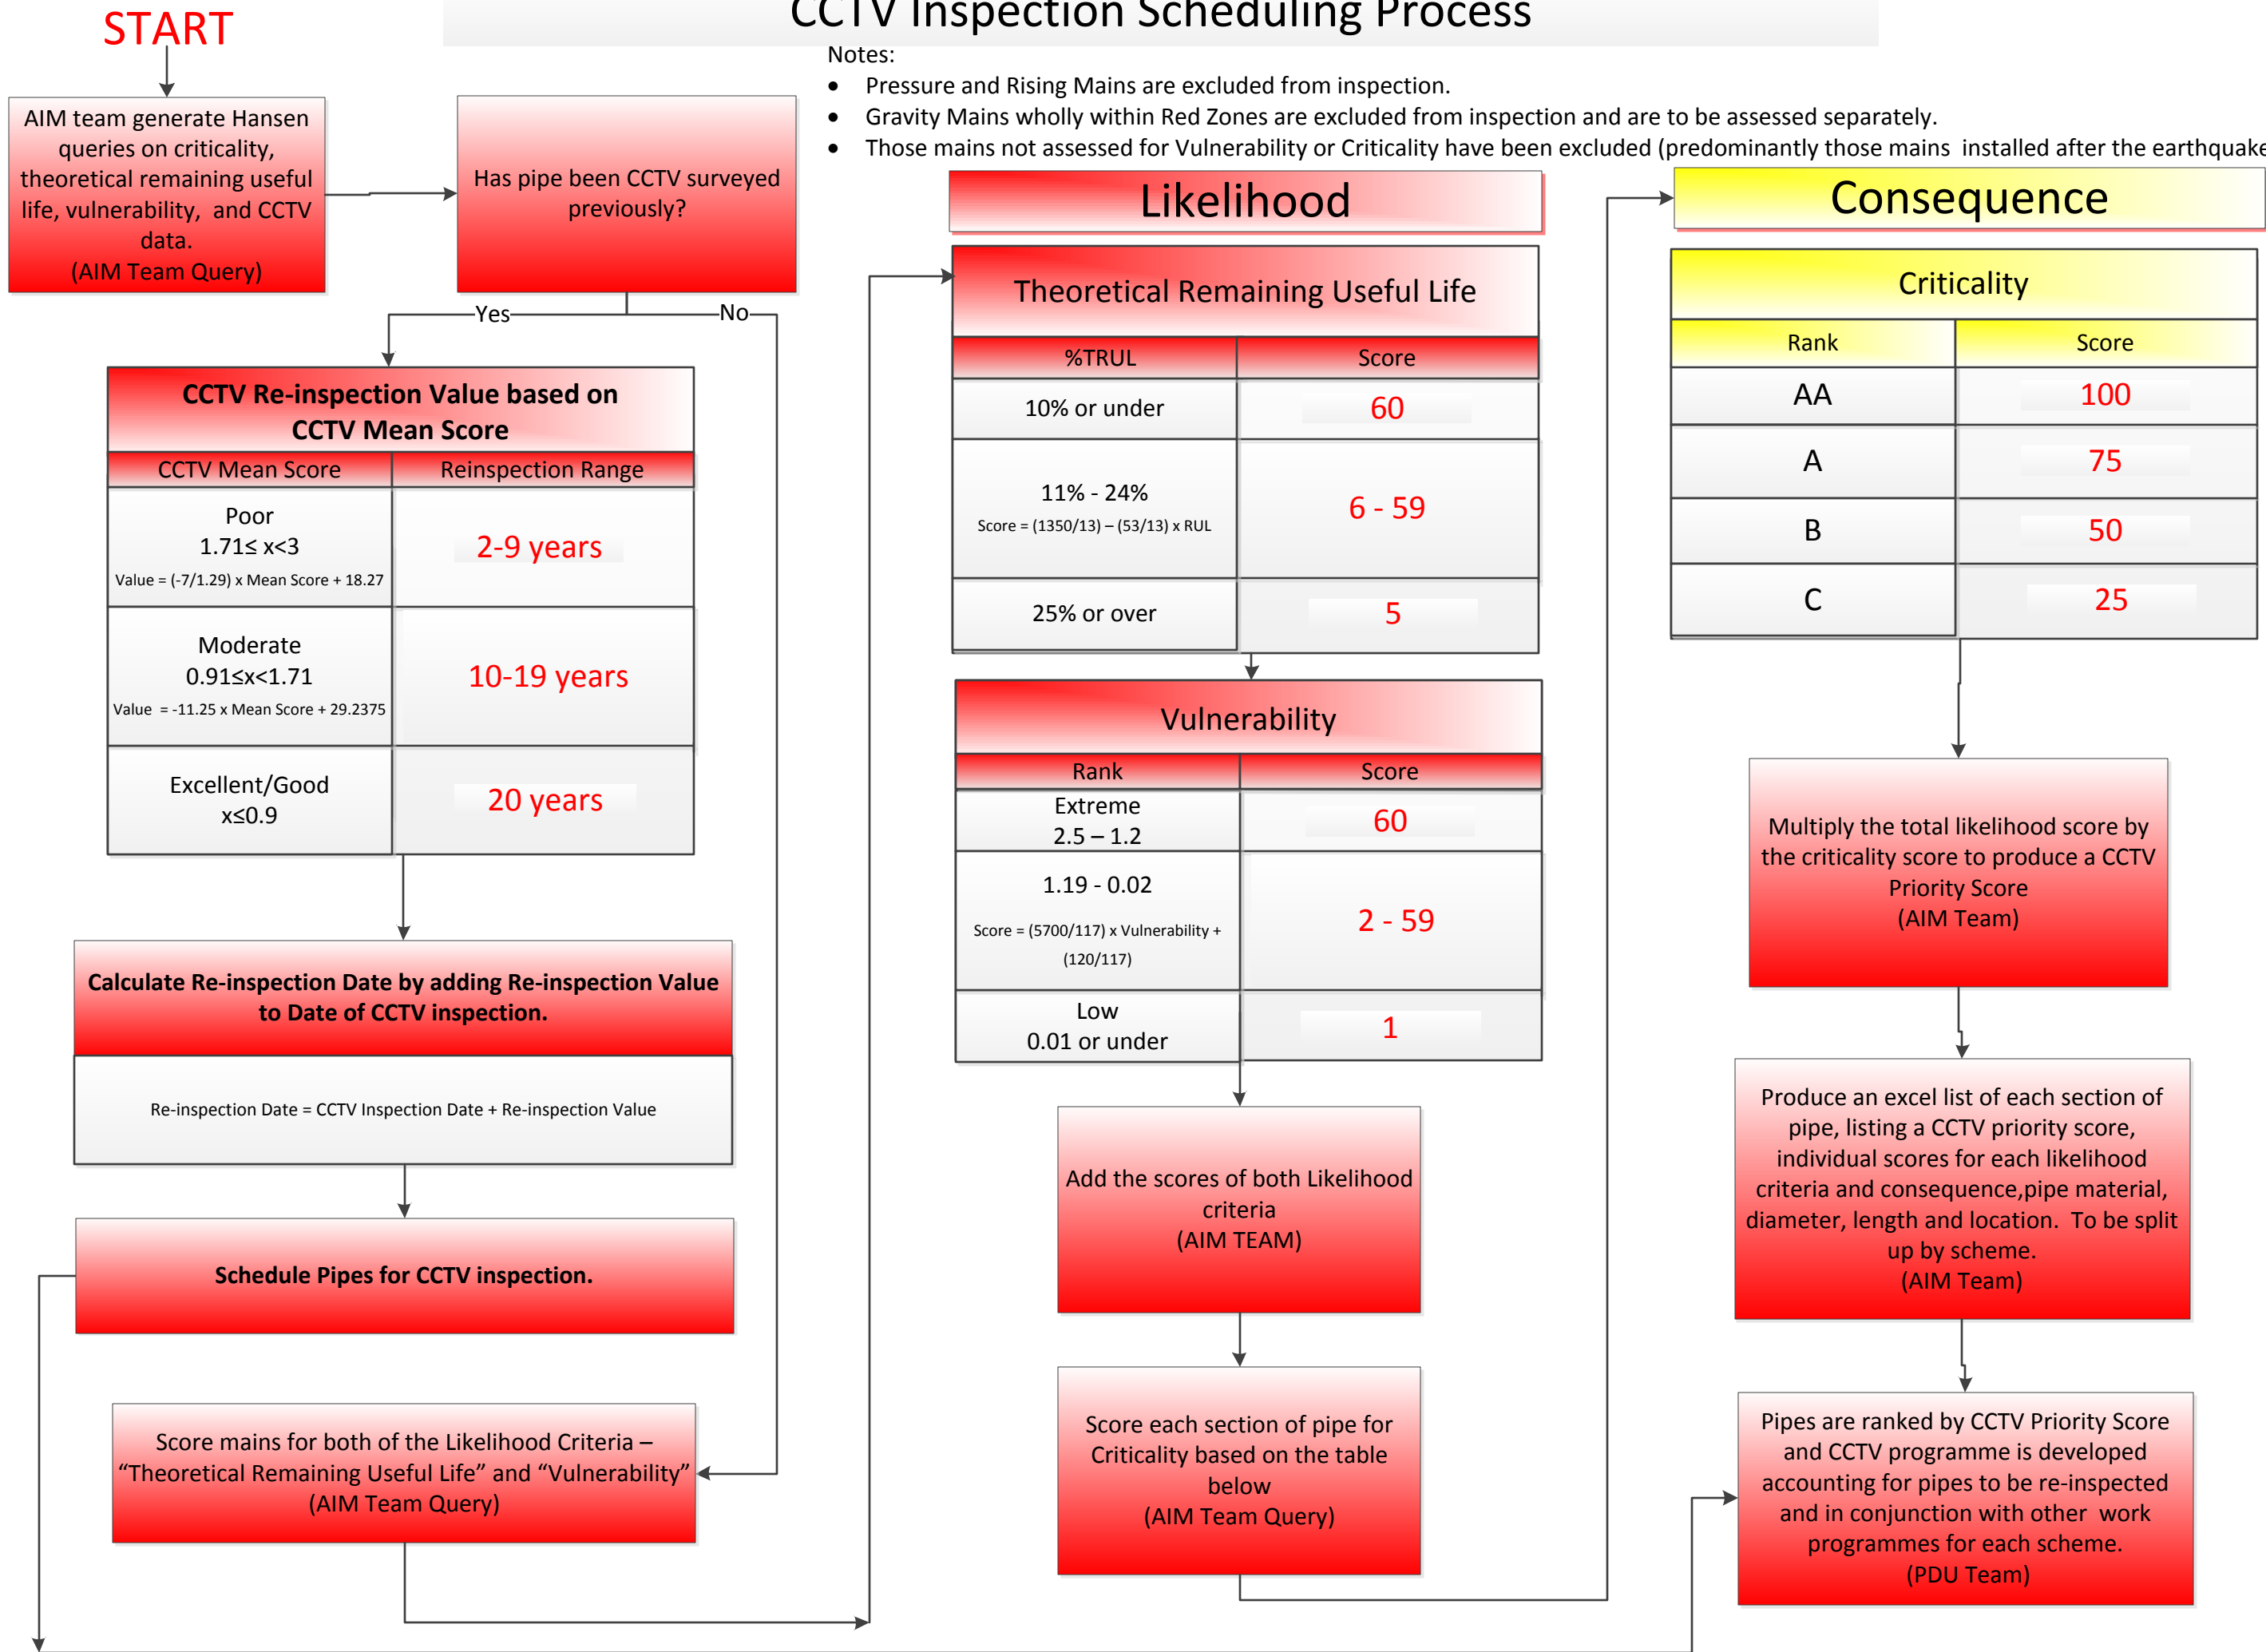 CCTV Inspection Scheduling Process
START
Notes:
• Pressure and Rising Mains are excluded from inspection.
• Gravity Mains wholly within Red Zones are excluded from inspection and are to be assessed separately.
• Those mains not assessed for Vulnerability or Criticality have been excluded (predominantly those mains installed after the earthquake
AIM team generate Hansen
queries on criticality,
theoretical remaining useful
life, vulnerability, and CCTV
data.
(AIM Team Query)
Has pipe been CCTV surveyed
previously?
Yes
No
CCTV Re-inspection Value based on
CCTV Mean Score
CCTV Mean Score
Reinspection Range
Poor
1.71≤ x<3
Value = (-7/1.29) x Mean Score + 18.27
2-9 years
Moderate
0.91≤x<1.71
Value = -11.25 x Mean Score + 29.2375
10-19 years
Excellent/Good
x≤0.9
20 years
Calculate Re-inspection Date by adding Re-inspection Value
to Date of CCTV inspection.
Re-inspection Date = CCTV Inspection Date + Re-inspection Value
Schedule Pipes for CCTV inspection.
Score mains for both of the Likelihood Criteria –
“Theoretical Remaining Useful Life” and “Vulnerability”
(AIM Team Query)
Likelihood
Theoretical Remaining Useful Life
%TRUL
Score
10% or under
60
11% - 24%
Score = (1350/13) – (53/13) x RUL
6 - 59
25% or over
5
Vulnerability
Rank
Score
Extreme
2.5 – 1.2
60
1.19 - 0.02
Score = (5700/117) x Vulnerability +
(120/117)
2 - 59
Low
0.01 or under
1
Add the scores of both Likelihood
criteria
(AIM TEAM)
Score each section of pipe for
Criticality based on the table
below
(AIM Team Query)
Consequence
Criticality
Rank
Score
AA
100
A
75
B
50
C
25
Multiply the total likelihood score by
the criticality score to produce a CCTV
Priority Score
(AIM Team)
Produce an excel list of each section of
pipe, listing a CCTV priority score,
individual scores for each likelihood
criteria and consequence,pipe material,
diameter, length and location. To be split
up by scheme.
(AIM Team)
Pipes are ranked by CCTV Priority Score
and CCTV programme is developed
accounting for pipes to be re-inspected
and in conjunction with other work
programmes for each scheme.
(PDU Team)